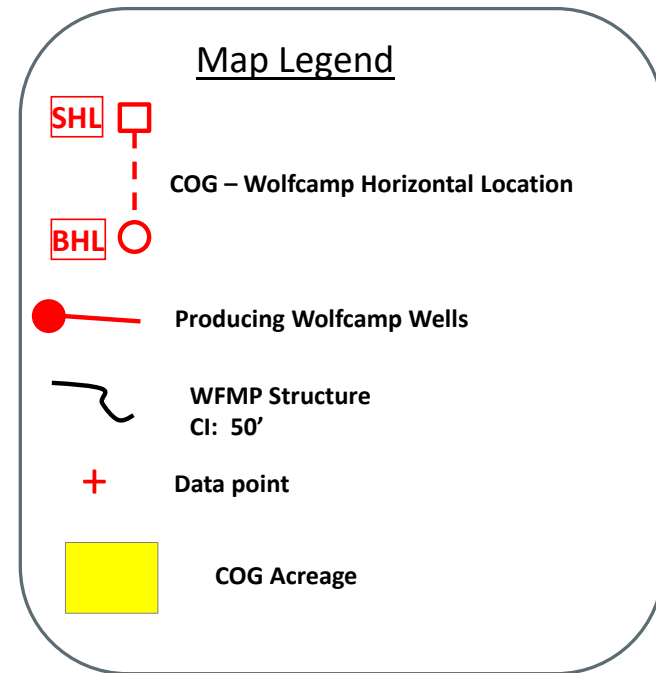 Map Legend
SHL
COG – Wolfcamp Horizontal Location
BHL
Producing Wolfcamp Wells
WFMP Structure
CI: 50’
Data point
COG Acreage